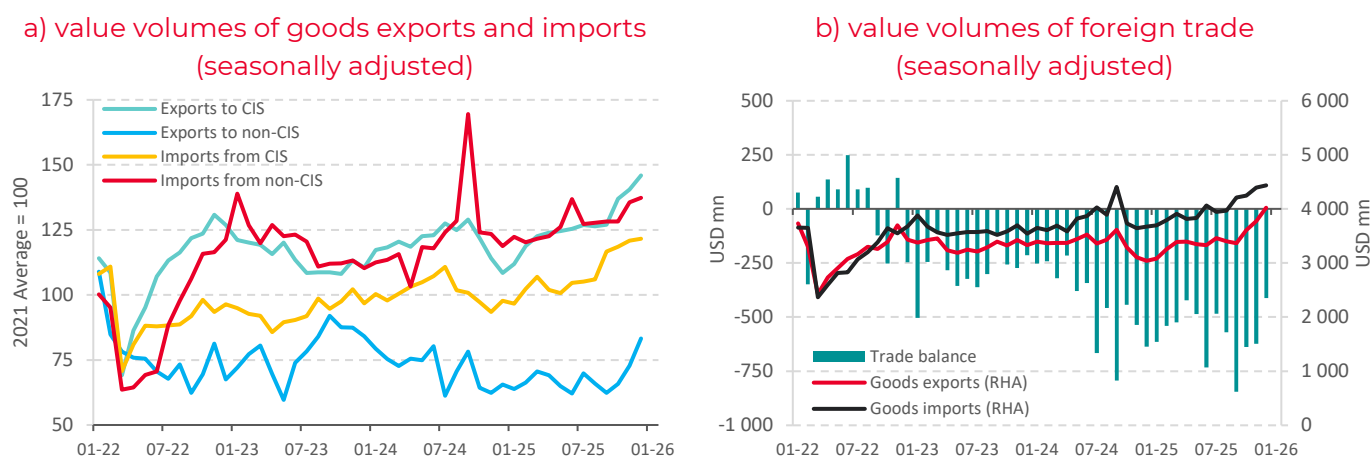 a) value volumes of goods exports and imports
(seasonally adjusted)
175
150
125
100
75
50
2021 Average = 100
Exports to CIS
Exports to non-CIS
Imports from CIS
Imports from non-CIS
01-22 07-22 01-23 07-23 01-24 07-24 01-25 07-25 01-26
b) value volumes of foreign trade
(seasonally adjusted)
500
250
0
-250
-500
-750
-1 000
USD mn
6 000
5 000
4 000
3 000
2 000
1 000
0
USD mn
Trade balance
Goods exports (RHA)
Goods imports (RHA)
01-22 07-22 01-23 07-23 01-24 07-24 01-25 07-25 01-26